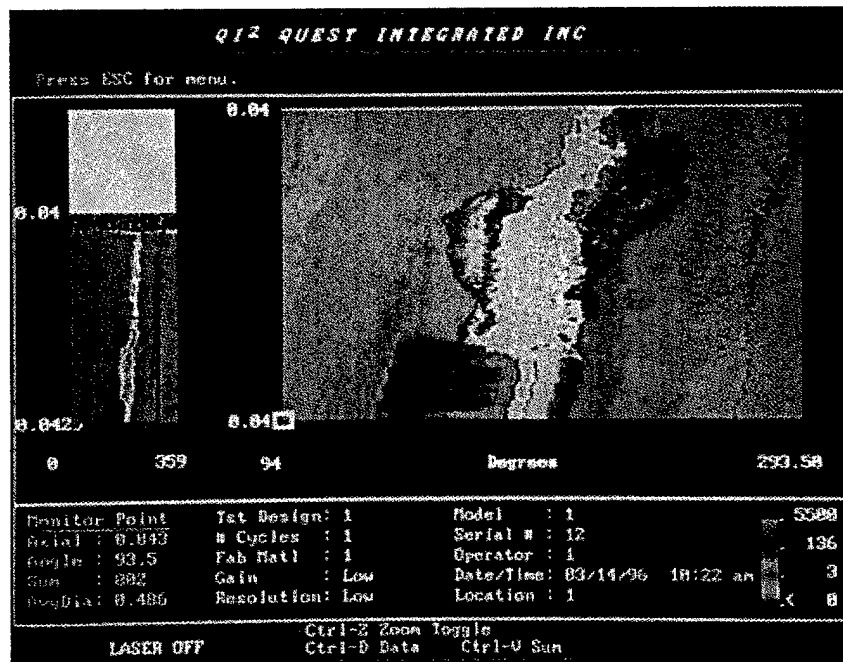 QI² QUEST INTEGRATED INC
Press ESC for menu.
0.04
0.04
0.042
0.04
0 359 94 Degrees 293.50
Monitor Point
Axial : 0.043
Angle : 93.5
Sum : 802
AvgDia: 0.486
Tst Design: 1
# Cycles : 1
Fab Matl : 1
Gain : Low
Resolution: Low
Model : 1
Serial # : 12
Operator : 1
Date/Time: 03/14/96 10:22 am
Location : 1
5500
136
3
0
LASER OFF
Ctrl-Z Zoom Toggle
Ctrl-D Data Ctrl-V Sum